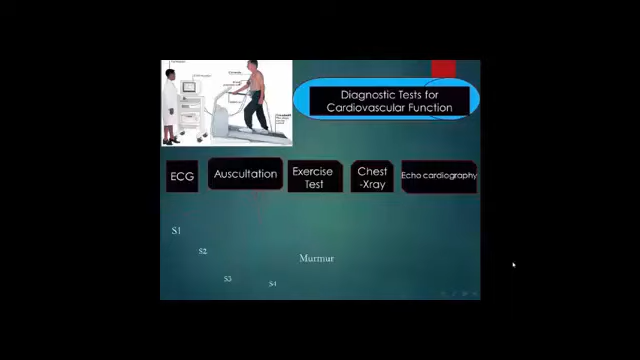 Diagnostic Tests for
Cardiovascular Function
ECG
Auscultation
Exercise
Test
Chest
-Xray
Echo cardiography
S1
S2
Murmur
S3
S4